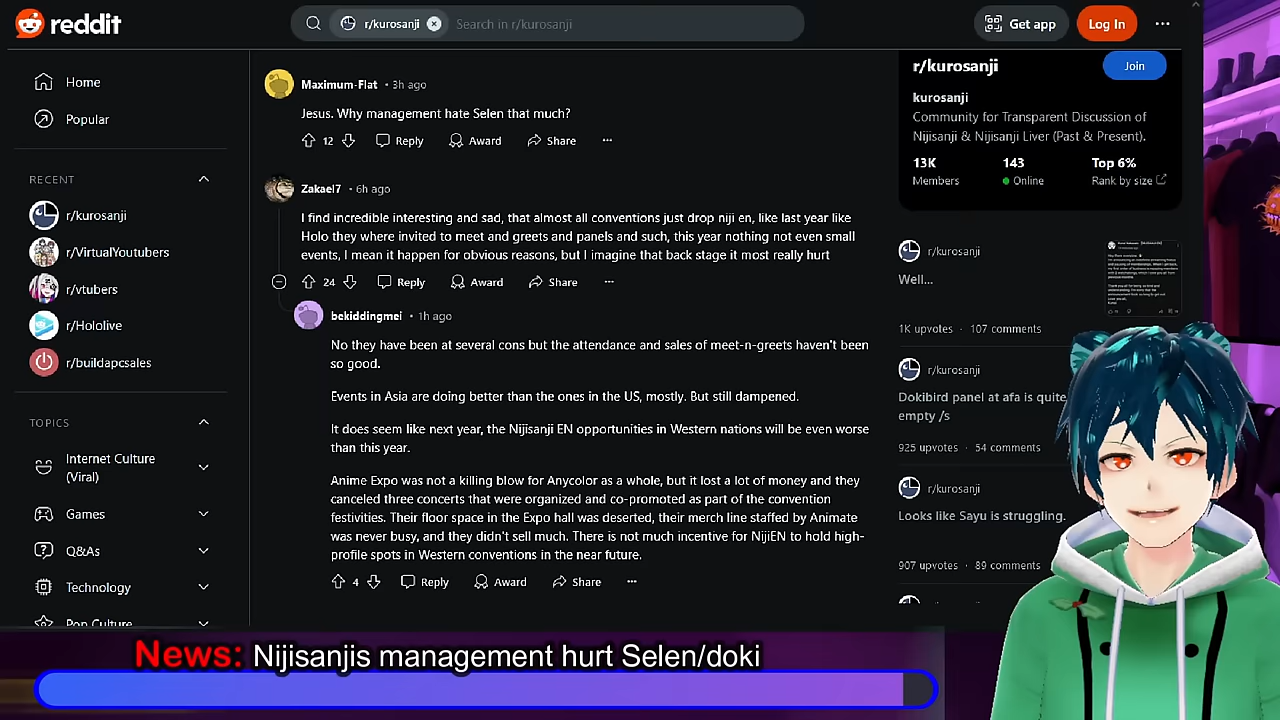 reddit
r/kurosanji
Search in r/kurosanji
Get app
Log In
Home
Popular
RECENT
r/kurosanji
r/VirtualYoutubers
r/vtubers
r/Hololive
r/buildapcsales
TOPICS
Internet Culture
(Viral)
Games
Q&As
Technology
Pop Culture
Maximum-Flat • 3h ago
Jesus. Why management hate Selen that much?
12 Reply Award Share
Zakael7 • 6h ago
I find incredible interesting and sad, that almost all conventions just drop niji en, like last year like
Holo they where invited to meet and greets and panels and such, this year nothing not even small
events. I mean it happen for obvious reasons, but I imagine that back stage it most really hurt
24 Reply Award Share
bekiddingmei • 1h ago
No they have been at several cons but the attendance and sales of meet-n-greets haven't been
so good.
Events in Asia are doing better than the ones in the US, mostly. But still dampened.
It does seem like next year, the Nijisanji EN opportunities in Western nations will be even worse
than this year.
Anime Expo was not a killing blow for Anycolor as a whole, but it lost a lot of money and they
canceled three concerts that were organized and co-promoted as part of the convention
festivities. Their floor space in the Expo hall was deserted, their merch line staffed by Animate
was never busy, and they didn't sell much. There is not much incentive for NijiEN to hold high-
profile spots in Western conventions in the near future.
4 Reply Award Share
r/kurosanji
Join
kurosanji
Community for Transparent Discussion of
Nijisanji & Nijisanji Liver (Past & Present).
13K 143 Top 6%
Members Online Rank by size
r/kurosanji
Well...
1K upvotes · 107 comments
r/kurosanji
Dokibird panel at afa is quite
empty /s
925 upvotes · 54 comments
r/kurosanji
Looks like Sayu is struggling.
907 upvotes · 89 comments
News: Nijisanjis management hurt Selen/doki